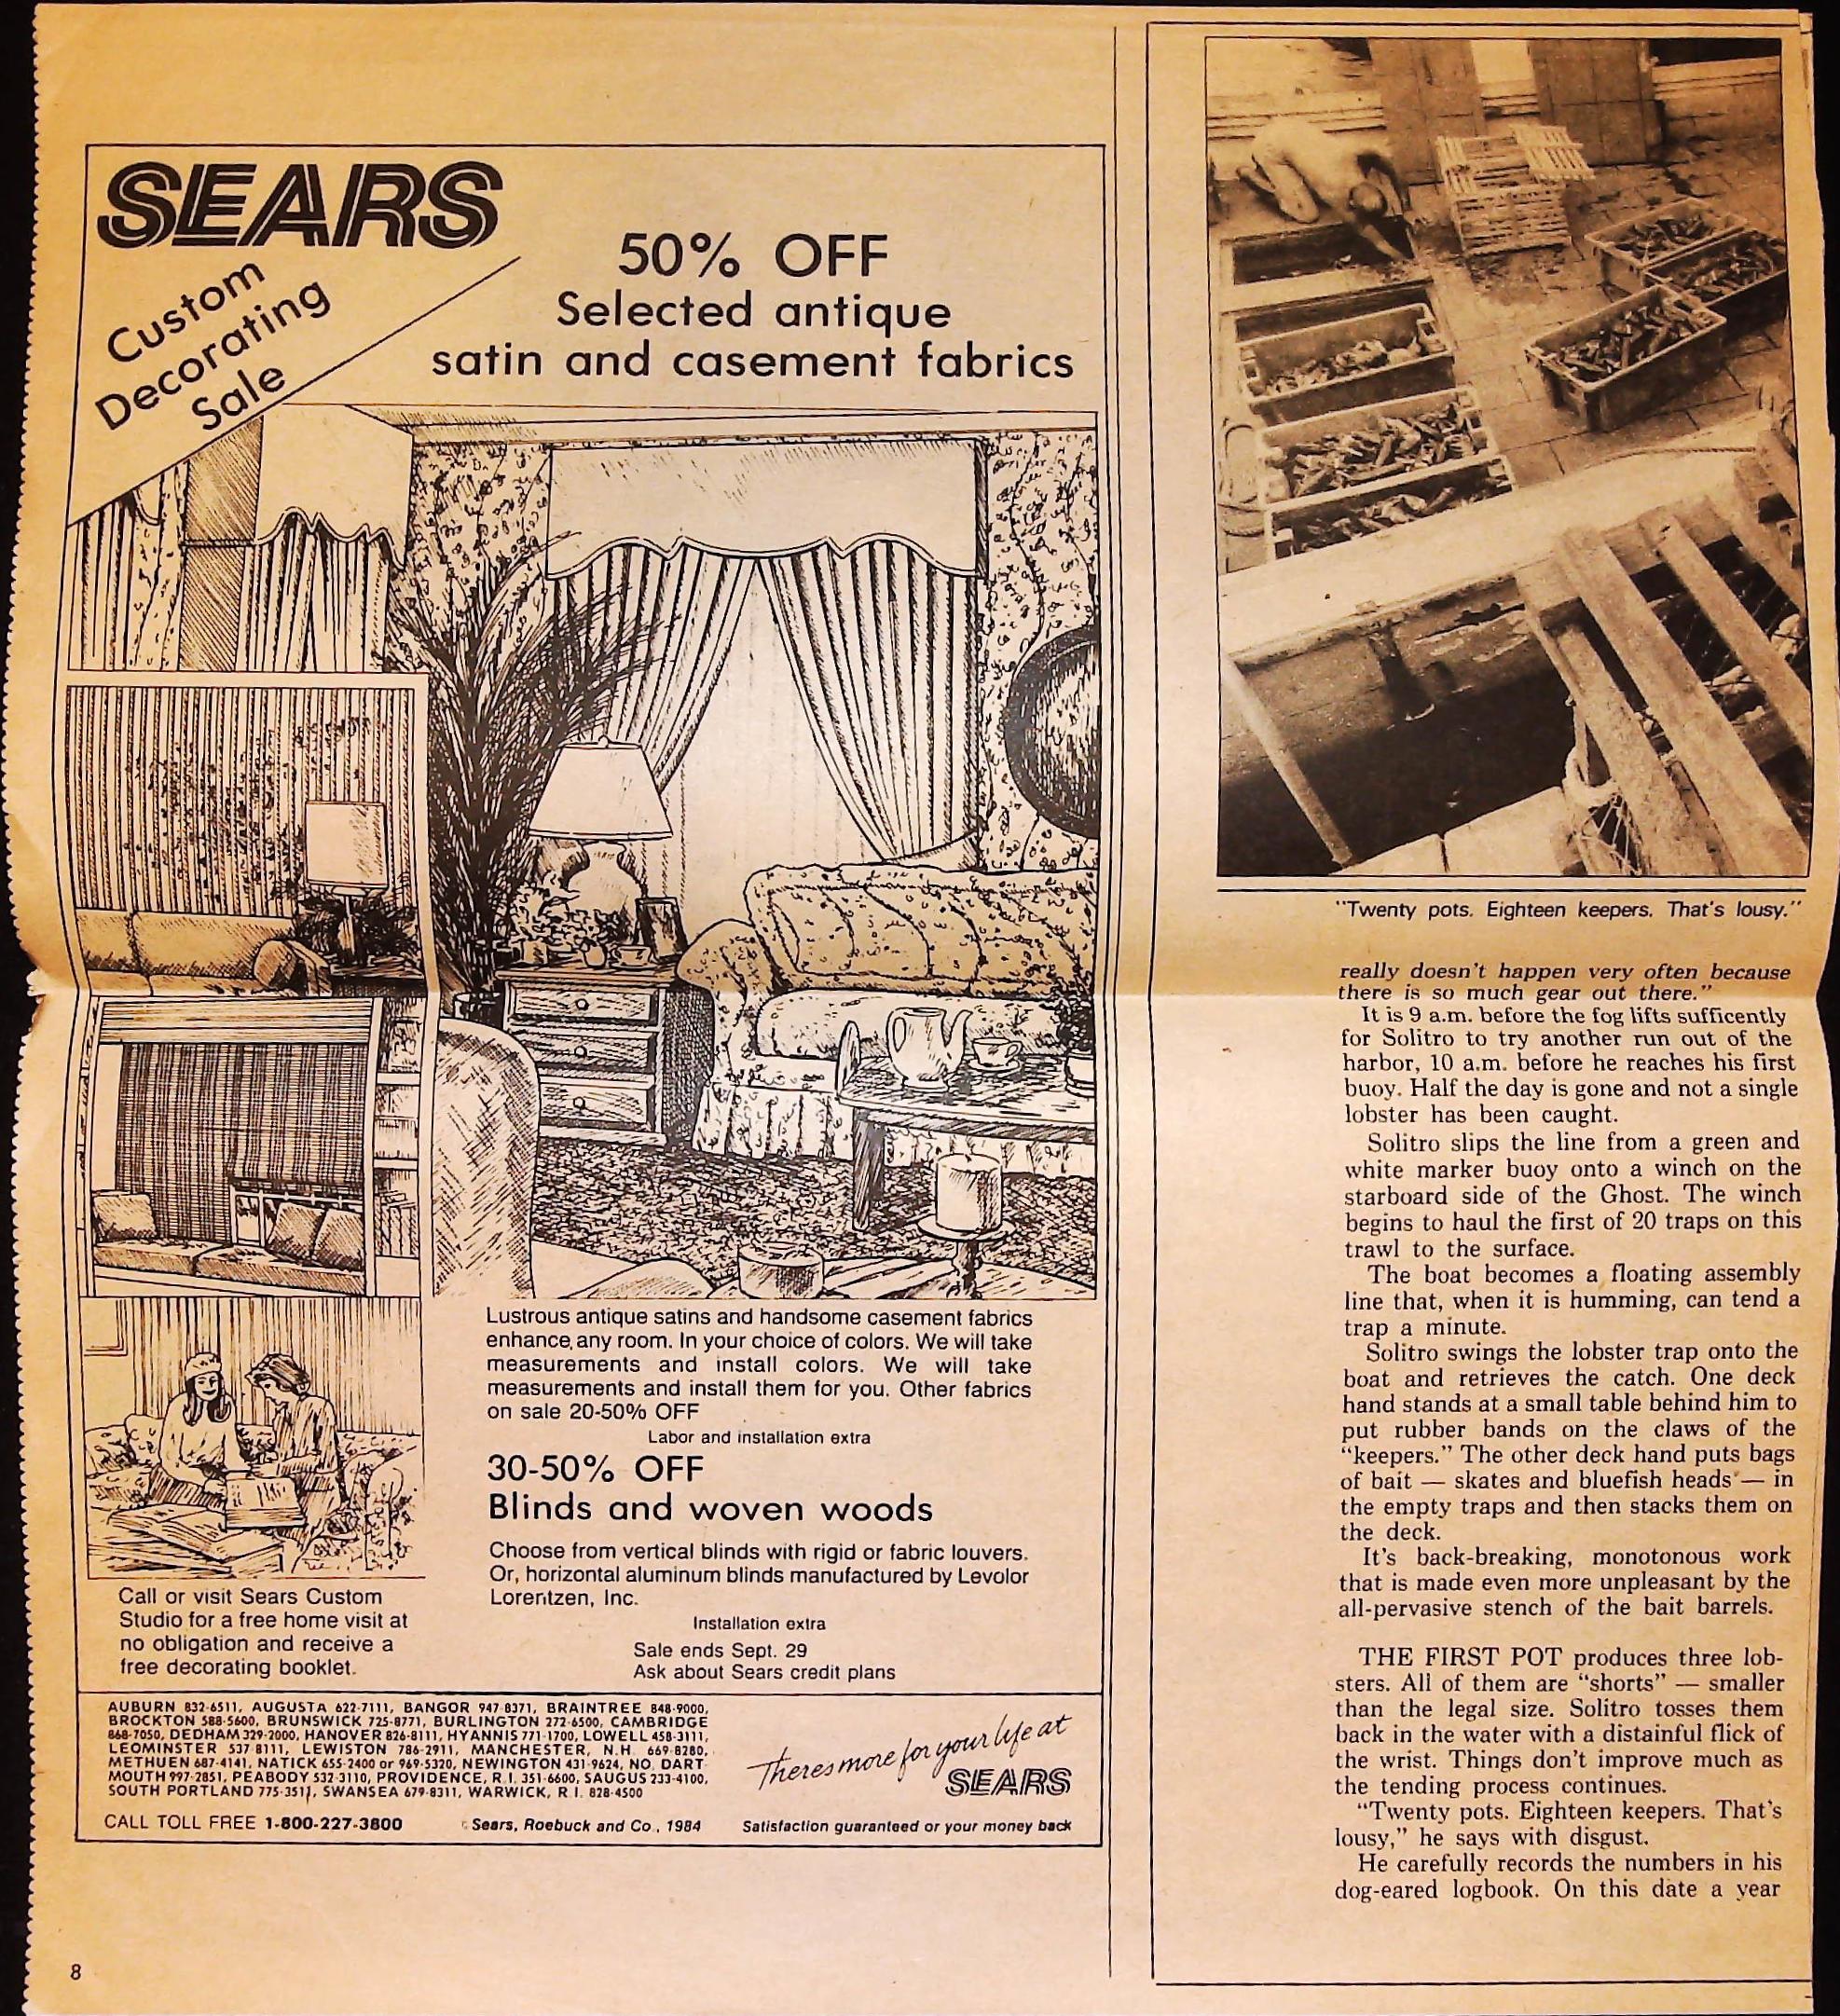 SEARS
Custom
Decorating
Sale
50% OFF
Selected antique
satin and casement fabrics
Lustrous antique satins and handsome casement fabrics
enhance any room. In your choice of colors. We will take
measurements and install colors. We will take
measurements and install them for you. Other fabrics
on sale 20-50% OFF
Labor and installation extra
30-50% OFF
Blinds and woven woods
Choose from vertical blinds with rigid or fabric louvers.
Or, horizontal aluminum blinds manufactured by Levolor
Lorentzen, Inc.
Installation extra
Sale ends Sept. 29
Ask about Sears credit plans
Call or visit Sears Custom
Studio for a free home visit at
no obligation and receive a
free decorating booklet.
AUBURN 832-6511, AUGUSTA 622-7111, BANGOR 947-8371, BRAINTREE 848-9000,
BROCKTON 588-5600, BRUNSWICK 725-8771, BURLINGTON 272-6500, CAMBRIDGE
868-7050, DEDHAM 329-2000, HANOVER 826-8111, HYANNIS 771-1700, LOWELL 458-3111,
LEOMINSTER 537-8111, LEWISTON 786-2911, MANCHESTER, N.H. 669-8280,
METHUEN 687-4141, NATICK 655-2400 or 969-5320, NEWINGTON 431-9624, NO. DART-
MOUTH 997-2851, PEABODY 532-3110, PROVIDENCE, R.I. 351-6600, SAUGUS 233-4100,
SOUTH PORTLAND 775-3511, SWANSEA 679-8311, WARWICK, R.I. 828-4500
There's more for your life at
SEARS
CALL TOLL FREE 1-800-227-3800
© Sears, Roebuck and Co., 1984
Satisfaction guaranteed or your money back
8
"Twenty pots. Eighteen keepers. That's lousy."
really doesn't happen very often because
there is so much gear out there."
It is 9 a.m. before the fog lifts sufficently
for Solitro to try another run out of the
harbor, 10 a.m. before he reaches his first
buoy. Half the day is gone and not a single
lobster has been caught.
Solitro slips the line from a green and
white marker buoy onto a winch on the
starboard side of the Ghost. The winch
begins to haul the first of 20 traps on this
trawl to the surface.
The boat becomes a floating assembly
line that, when it is humming, can tend a
trap a minute.
Solitro swings the lobster trap onto the
boat and retrieves the catch. One deck
hand stands at a small table behind him to
put rubber bands on the claws of the
“keepers.” The other deck hand puts bags
of bait — skates and bluefish heads — in
the empty traps and then stacks them on
the deck.
It's back-breaking, monotonous work
that is made even more unpleasant by the
all-pervasive stench of the bait barrels.
THE FIRST POT produces three lob-
sters. All of them are “shorts” — smaller
than the legal size. Solitro tosses them
back in the water with a distainful flick of
the wrist. Things don't improve much as
the tending process continues.
“Twenty pots. Eighteen keepers. That's
lousy,” he says with disgust.
He carefully records the numbers in his
dog-eared logbook. On this date a year